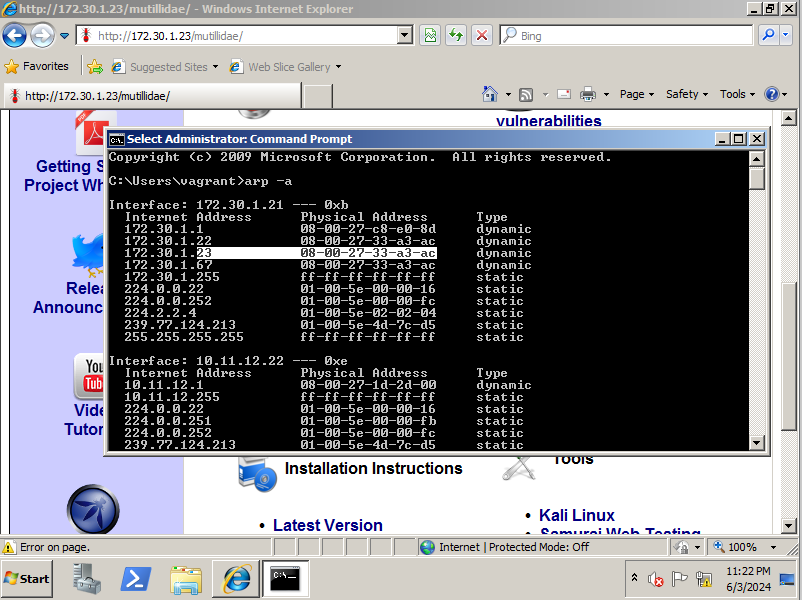 http://172.30.1.23/mutillidae/ - Windows Internet Explorer
http://172.30.1.23/mutillidae/
Bing
Favorites
Suggested Sites
Web Slice Gallery
http://172.30.1.23/mutillidae/
Page
Safety
Tools
vulnerabilities
Getting S
Project Wh
Select Administrator: Command Prompt
Copyright (c) 2009 Microsoft Corporation.  All rights reserved.
C:\Users\vagrant>arp -a
Interface: 172.30.1.21 --- 0xb
Internet Address      Physical Address      Type
172.30.1.1            08-00-27-c8-e0-8d     dynamic
172.30.1.22           08-00-27-33-a3-ac     dynamic
172.30.1.23           08-00-27-33-a3-ac     dynamic
172.30.1.67           08-00-27-33-a3-ac     dynamic
172.30.1.255          ff-ff-ff-ff-ff-ff     static
224.0.0.22            01-00-5e-00-00-16     static
224.0.0.252           01-00-5e-00-00-fc     static
224.2.2.4             01-00-5e-02-02-04     static
239.77.124.213        01-00-5e-4d-7c-d5     static
255.255.255.255       ff-ff-ff-ff-ff-ff     static
Interface: 10.11.12.22 --- 0xe
Internet Address      Physical Address      Type
10.11.12.1            08-00-27-1d-2d-00     dynamic
10.11.12.255          ff-ff-ff-ff-ff-ff     static
224.0.0.22            01-00-5e-00-00-16     static
224.0.0.251           01-00-5e-00-00-fb     static
224.0.0.252           01-00-5e-00-00-fc     static
239.77.124.213        01-00-5e-4d-7c-d5     static
Relea
Announc
You
Tub
Vide
Tutor
Installation Instructions
Tools
• Latest Version
• Kali Linux
• Samurai Web Testing
Error on page.
Internet | Protected Mode: Off
100%
Start
C:\
11:22 PM
6/3/2024